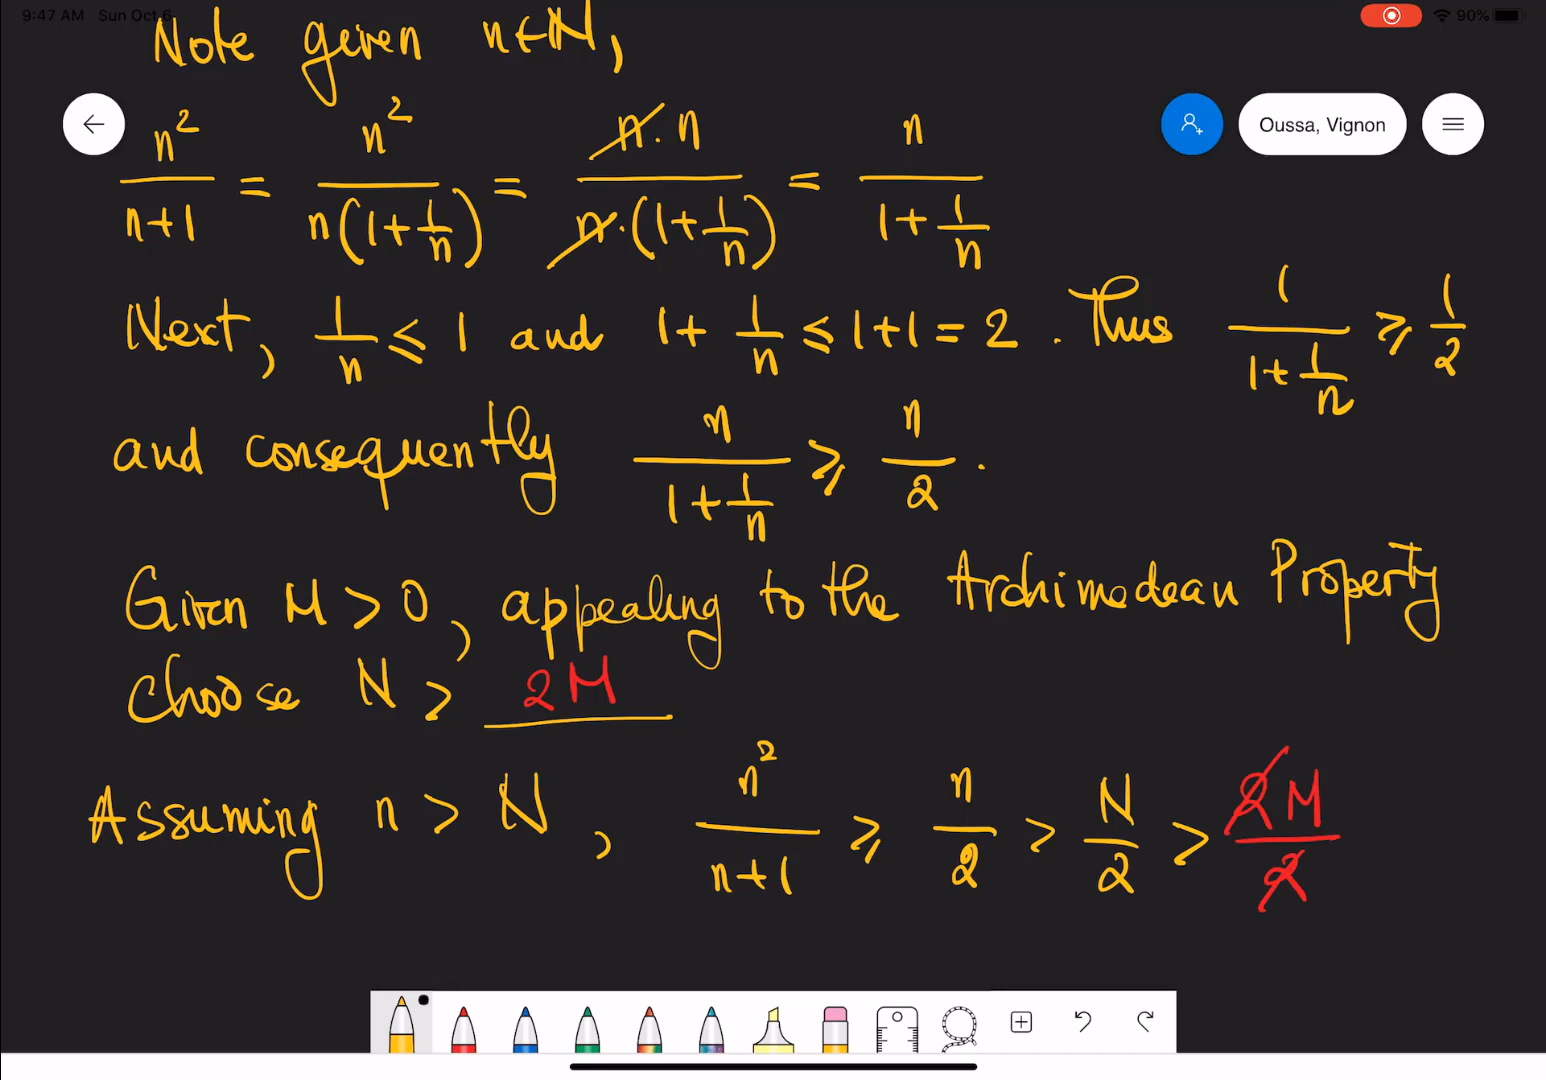 9:47 AM Sun Oct 6
90%
Note given n∈ℕ,
Oussa, Vignon
n²/(n+1) = n²/(n(1+1/n)) = n·n/(n·(1+1/n)) = n/(1+1/n)
Next, 1/n ⩽ 1 and 1+1/n ⩽ 1+1 = 2. Thus 1/(1+1/n) ⩾ 1/2
and consequently n/(1+1/n) ⩾ n/2.
Given M > 0, appealing to the Archimedean Property
choose N > 2M
Assuming n > N, n²/(n+1) ⩾ n/2 > N/2 > 2M/2